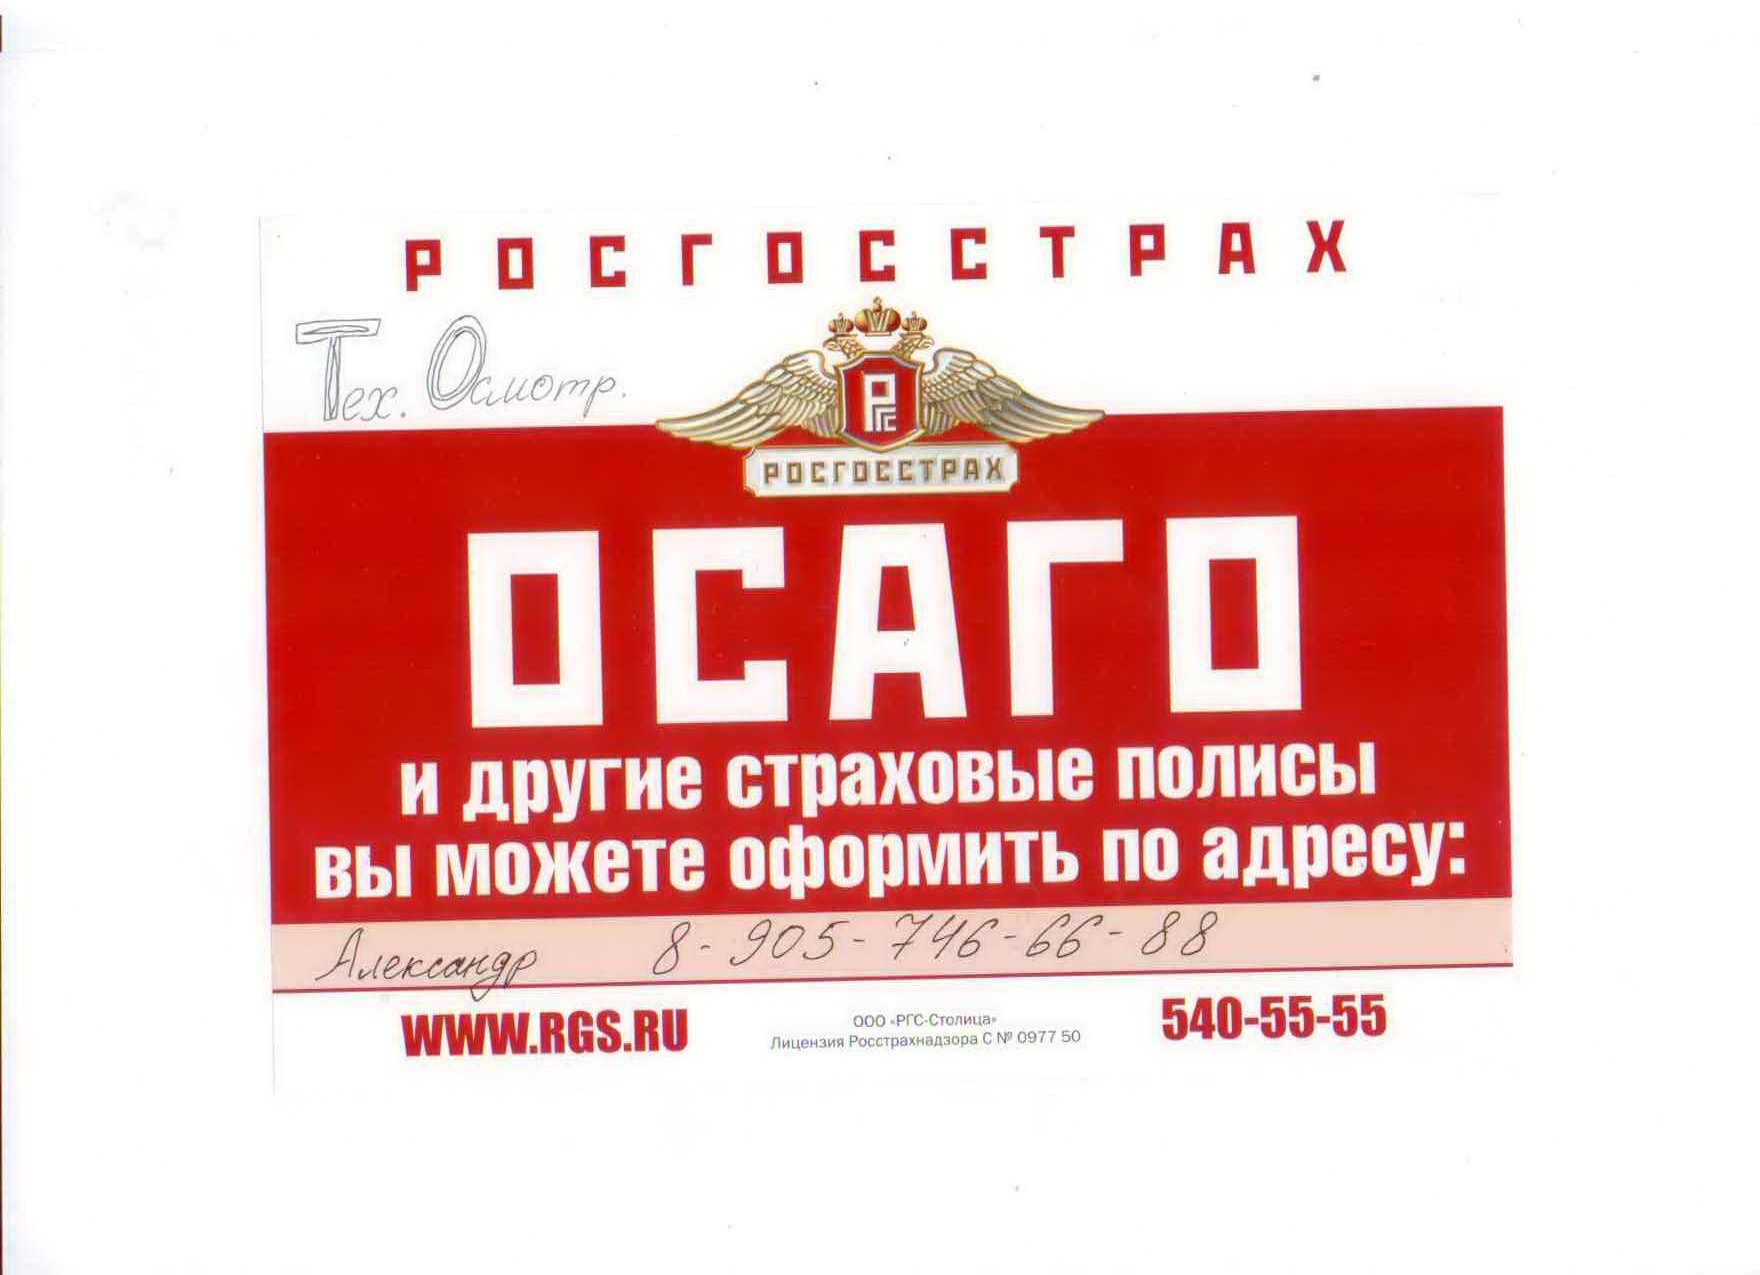 РОСГОССТРАХ
Тех. Осмотр.
РГС
РОСГОССТРАХ
ОСАГО
и другие страховые полисы
вы можете оформить по адресу:
Александр 8-905-746-66-88
WWW.RGS.RU
ООО «РГС-Столица»
Лицензия Росстрахнадзора С № 0977 50
540-55-55